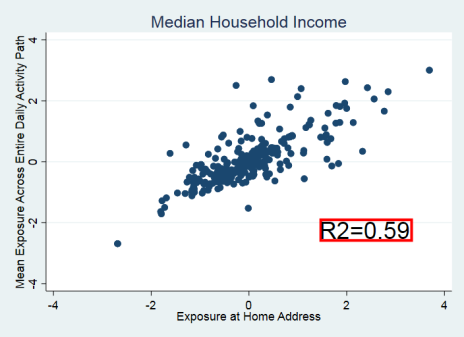 Median Household Income
Mean Exposure Across Entire Daily Activity Path
4
2
0
-2
-4
R2=0.59
-4
-2
0
2
4
Exposure at Home Address